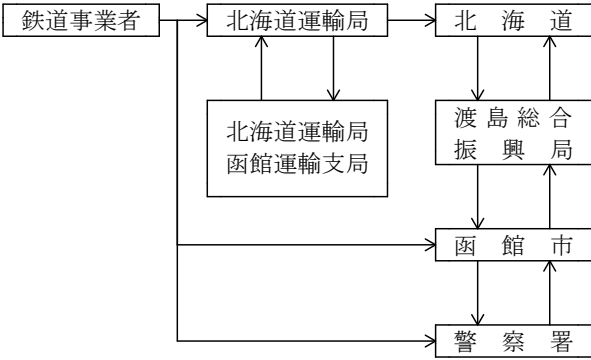 鉄道事業者
北海道運輸局
北海道
北海道運輸局
函館運輸支局
渡島総合
振興局
函館市
警察署